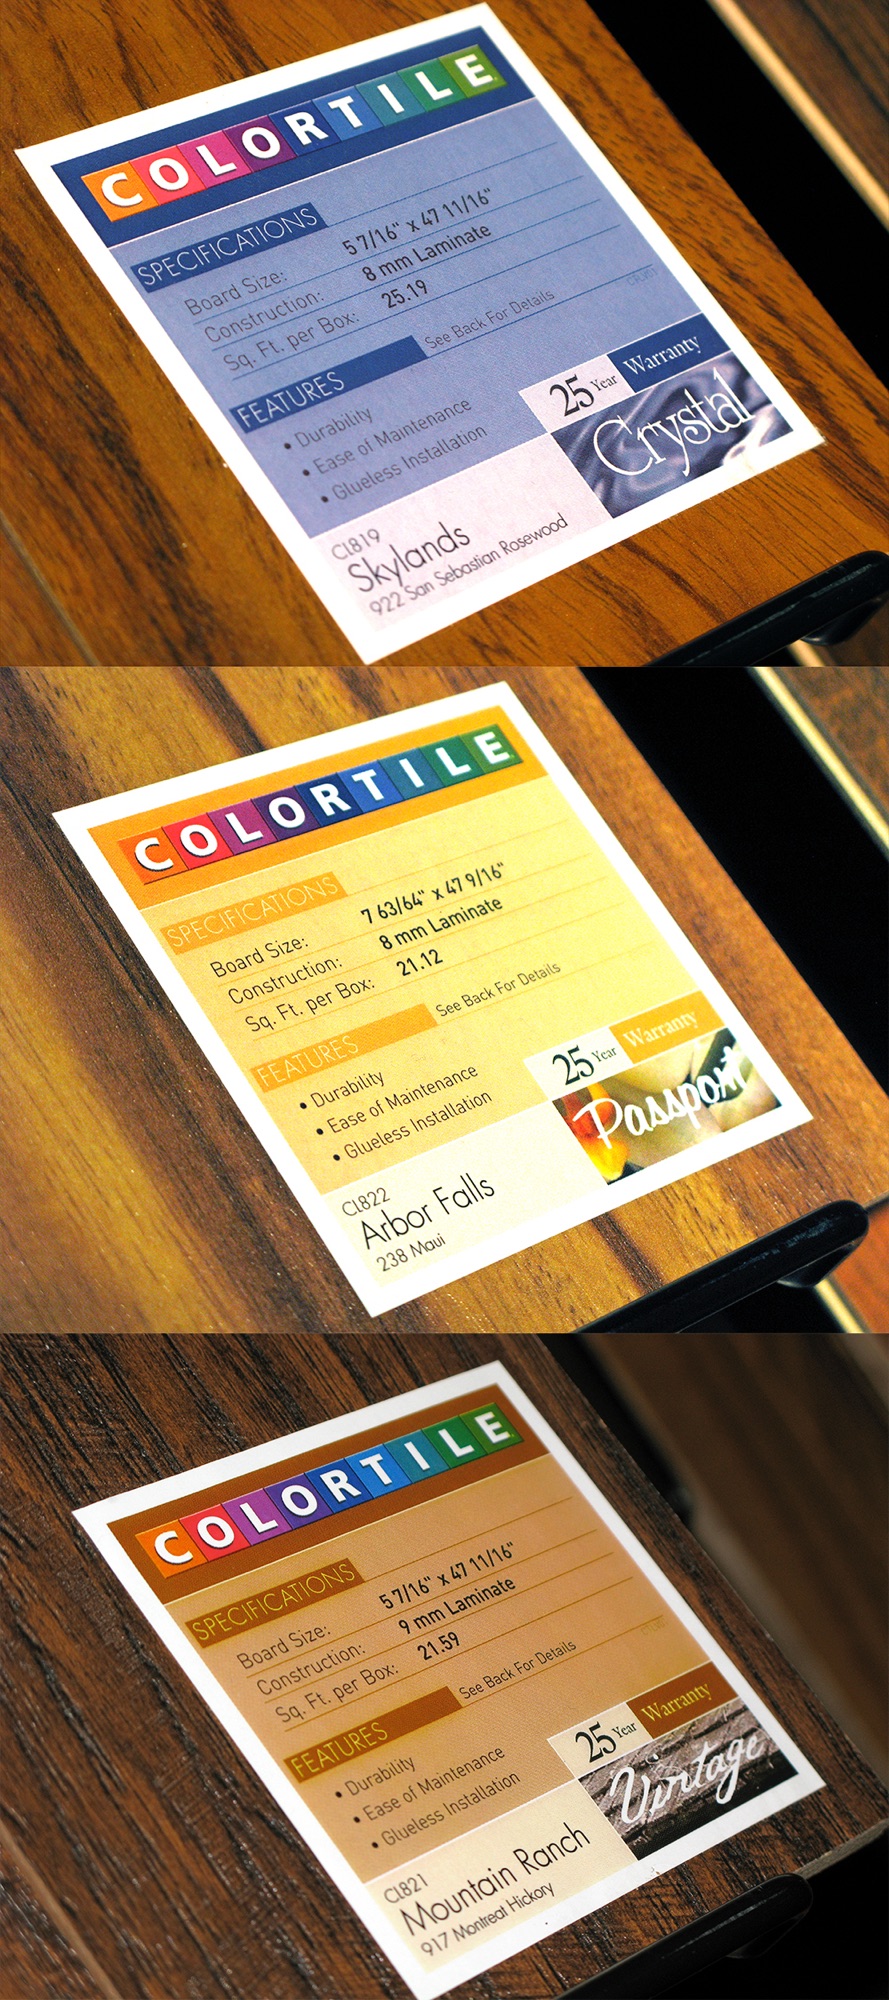 COLORTILE
SPECIFICATIONS
Board Size: 5 7/16" x 47 11/16"
Construction: 8 mm Laminate
Sq. Ft. per Box: 25.19
FEATURES See Back For Details
• Durability
• Ease of Maintenance
• Glueless Installation
25 Year Warranty
Crystal
CL819
Skylands
922 San Sebastian Rosewood
COLORTILE
SPECIFICATIONS
Board Size: 7 63/64" x 47 9/16"
Construction: 8 mm Laminate
Sq. Ft. per Box: 21.12
FEATURES See Back For Details
• Durability
• Ease of Maintenance
• Glueless Installation
25 Year Warranty
Passport
CL822
Arbor Falls
238 Maui
COLORTILE
SPECIFICATIONS
Board Size: 5 7/16" x 47 11/16"
Construction: 9 mm Laminate
Sq. Ft. per Box: 21.59
FEATURES See Back For Details
• Durability
• Ease of Maintenance
• Glueless Installation
25 Year Warranty
Vintage
CL821
Mountain Ranch
917 Montreal Hickory